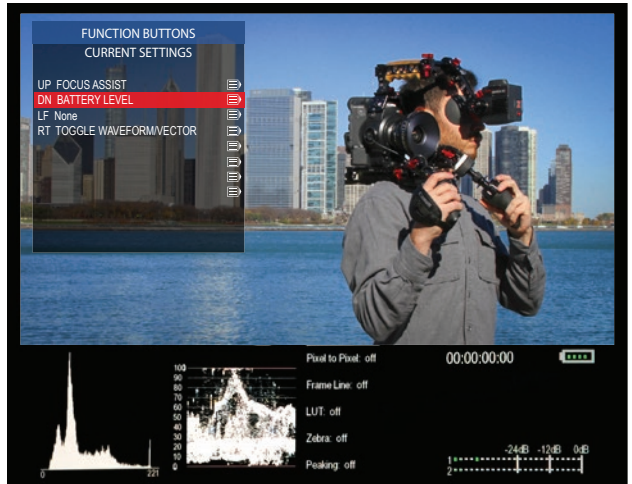 FUNCTION BUTTONS
CURRENT SETTINGS
UP FOCUS ASSIST
DN BATTERY LEVEL
LF None
RT TOGGLE WAVEFORM/VECTOR
Pixel to Pixel: off
00:00:00:00
Frame Line: off
LUT: off
Zebra: off
Peaking: off
100
90
80
70
60
50
40
30
20
10
0
0
221
-24dB -12dB 0dB
1
2